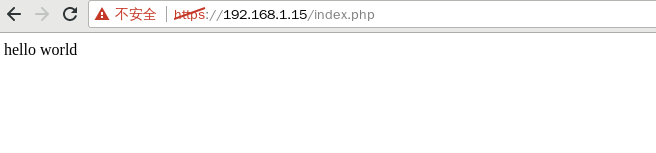 不安全 https://192.168.1.15/index.php
hello world